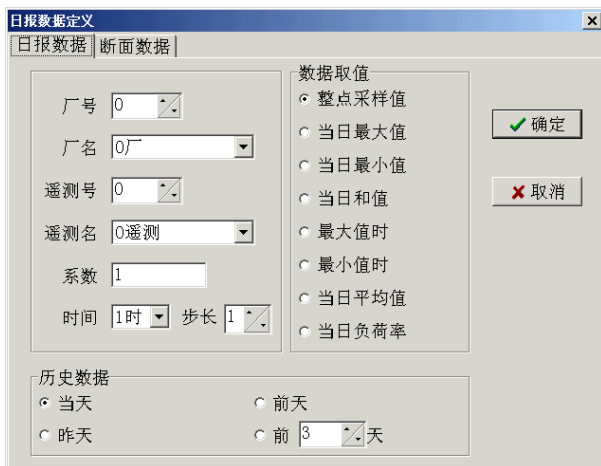 日报数据定义
日报数据 断面数据
厂号 0
厂名 0厂
遥测号 0
遥测名 0遥测
系数 1
时间 1时 步长 1
数据取值
整点采样值
当日最大值
当日最小值
当日和值
最大值时
最小值时
当日平均值
当日负荷率
确定
取消
历史数据
当天 前天
昨天 前 3 天